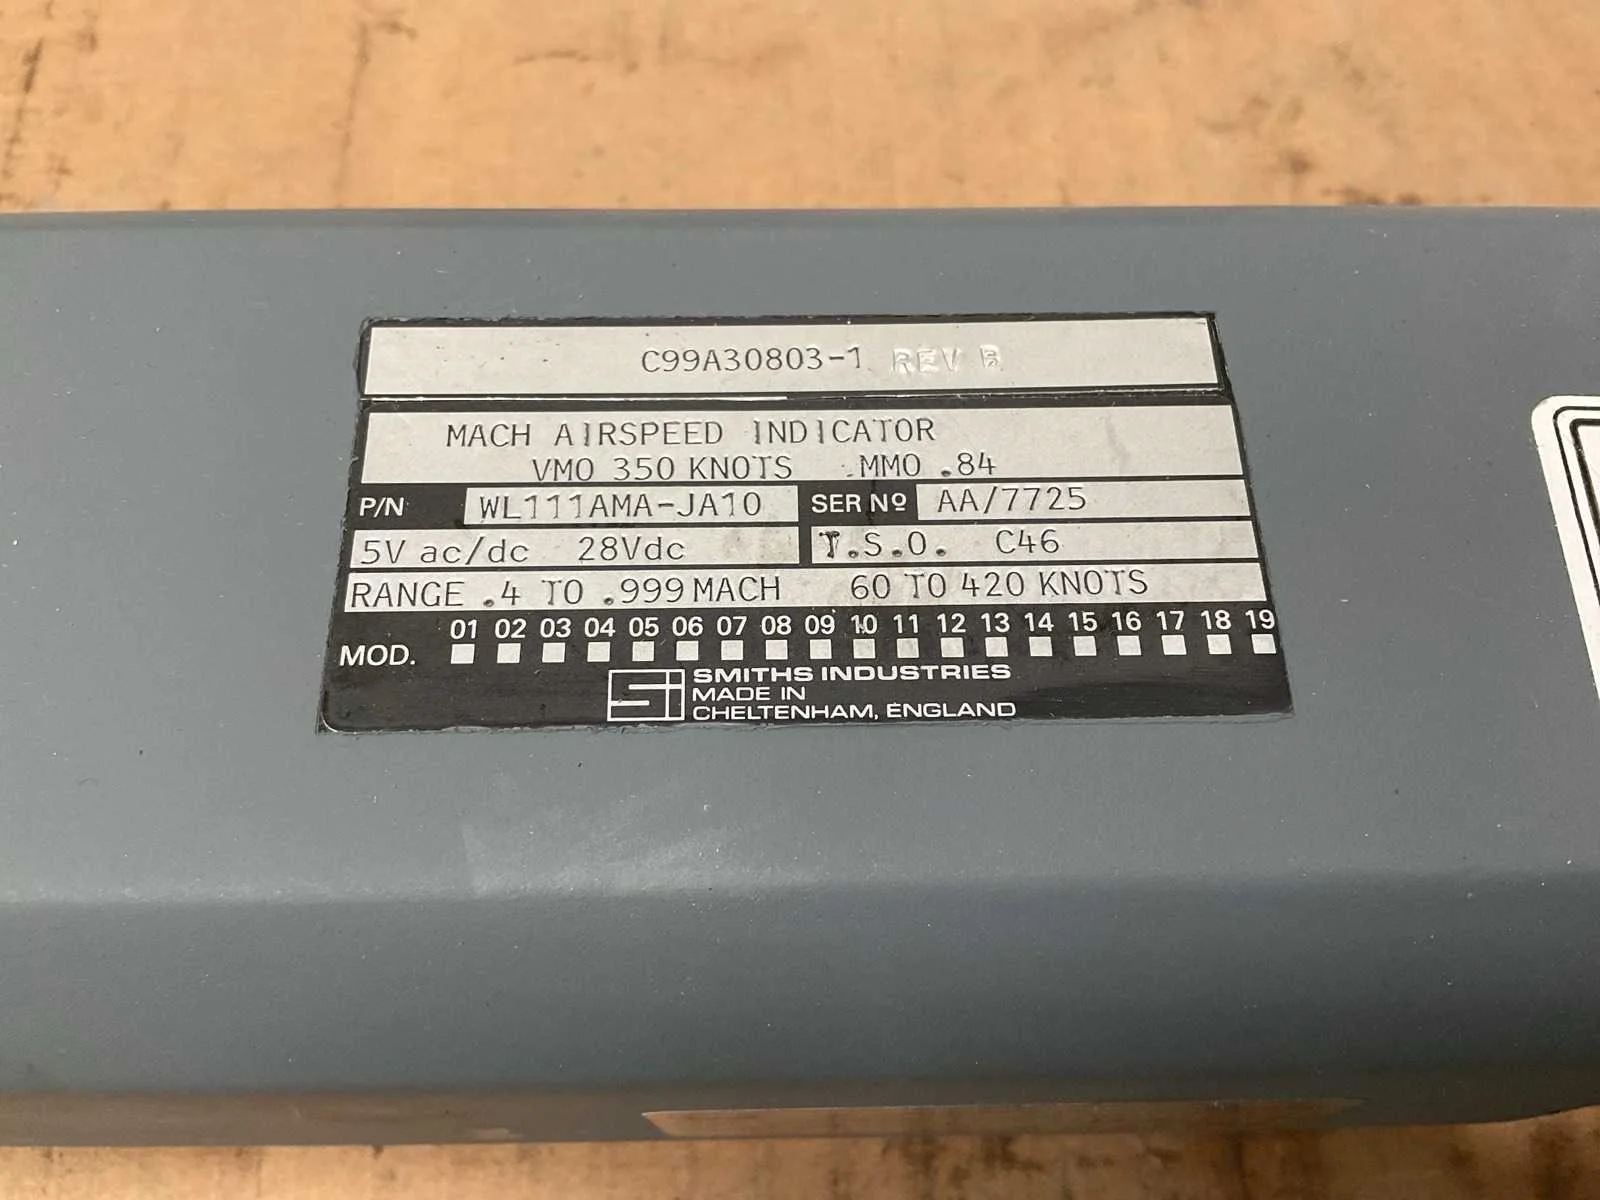 C99A30803-1 REV B
MACH AIRSPEED INDICATOR
VMO 350 KNOTS MMO .84
P/N WL111AMA-JA10 SER Nº AA/7725
5V ac/dc 28Vdc T.S.O. C46
RANGE .4 TO .999 MACH 60 TO 420 KNOTS
01 02 03 04 05 06 07 08 09 10 11 12 13 14 15 16 17 18 19
MOD.
SI SMITHS INDUSTRIES
MADE IN
CHELTENHAM, ENGLAND